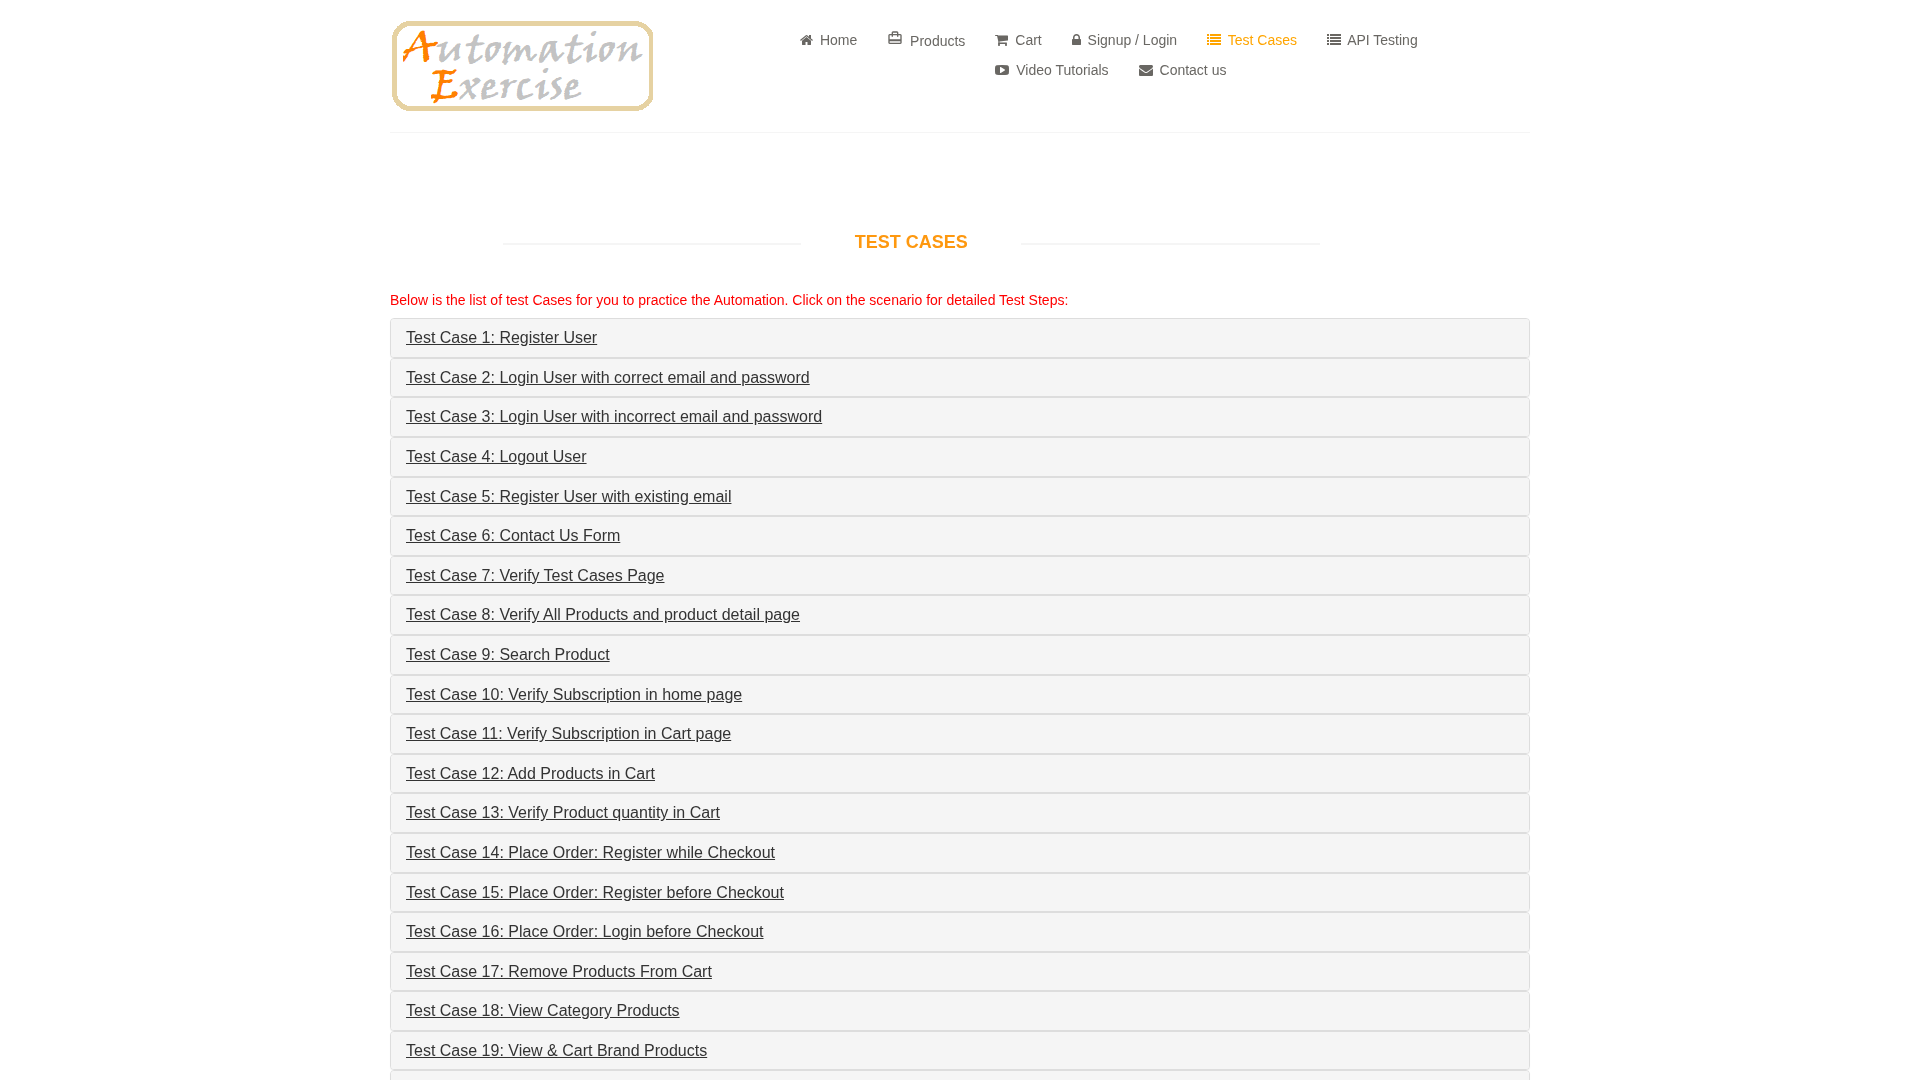 Automation
Exercise
Home
Products
Cart
Signup / Login
Test Cases
API Testing
Video Tutorials
Contact us
TEST CASES
Below is the list of test Cases for you to practice the Automation. Click on the scenario for detailed Test Steps:
Test Case 1: Register User
Test Case 2: Login User with correct email and password
Test Case 3: Login User with incorrect email and password
Test Case 4: Logout User
Test Case 5: Register User with existing email
Test Case 6: Contact Us Form
Test Case 7: Verify Test Cases Page
Test Case 8: Verify All Products and product detail page
Test Case 9: Search Product
Test Case 10: Verify Subscription in home page
Test Case 11: Verify Subscription in Cart page
Test Case 12: Add Products in Cart
Test Case 13: Verify Product quantity in Cart
Test Case 14: Place Order: Register while Checkout
Test Case 15: Place Order: Register before Checkout
Test Case 16: Place Order: Login before Checkout
Test Case 17: Remove Products From Cart
Test Case 18: View Category Products
Test Case 19: View & Cart Brand Products